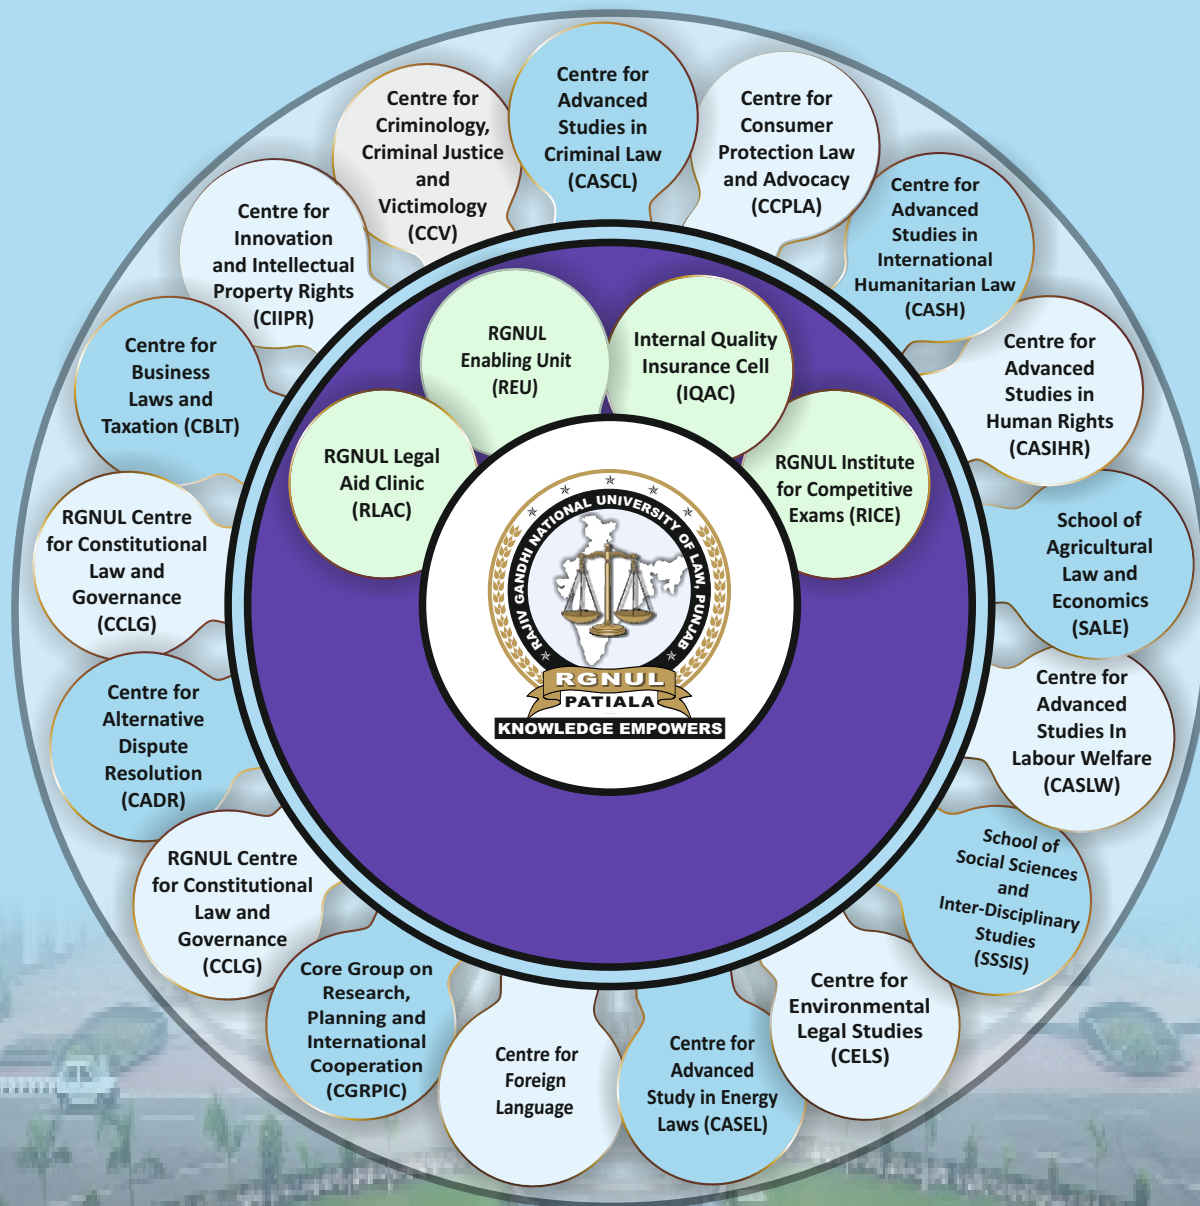 Centre for
Advanced
Studies in
Criminal Law
(CASCL)
Centre for
Consumer
Protection Law
and Advocacy
(CCPLA)
Centre for
Advanced
Studies in
International
Humanitarian Law
(CASH)
Centre for
Advanced
Studies in
Human Rights
(CASIHR)
School of
Agricultural
Law and
Economics
(SALE)
Centre for
Advanced
Studies In
Labour Welfare
(CASLW)
School of
Social Sciences
and
Inter-Disciplinary
Studies
(SSSIS)
Centre for
Environmental
Legal Studies
(CELS)
Centre for
Advanced
Study in Energy
Laws (CASEL)
Centre for
Foreign
Language
Core Group on
Research,
Planning and
International
Cooperation
(CGRPIC)
RGNUL Centre
for Constitutional
Law and
Governance
(CCLG)
Centre for
Alternative
Dispute
Resolution
(CADR)
RGNUL Centre
for Constitutional
Law and
Governance
(CCLG)
Centre for
Business
Laws and
Taxation (CBLT)
Centre for
Innovation
and Intellectual
Property Rights
(CIIPR)
Centre for
Criminology,
Criminal Justice
and
Victimology
(CCV)
RGNUL Legal
Aid Clinic
(RLAC)
RGNUL
Enabling Unit
(REU)
Internal Quality
Insurance Cell
(IQAC)
RGNUL Institute
for Competitive
Exams (RICE)
RAJIV GANDHI NATIONAL UNIVERSITY OF LAW, PUNJAB
RGNUL
PATIALA
KNOWLEDGE EMPOWERS